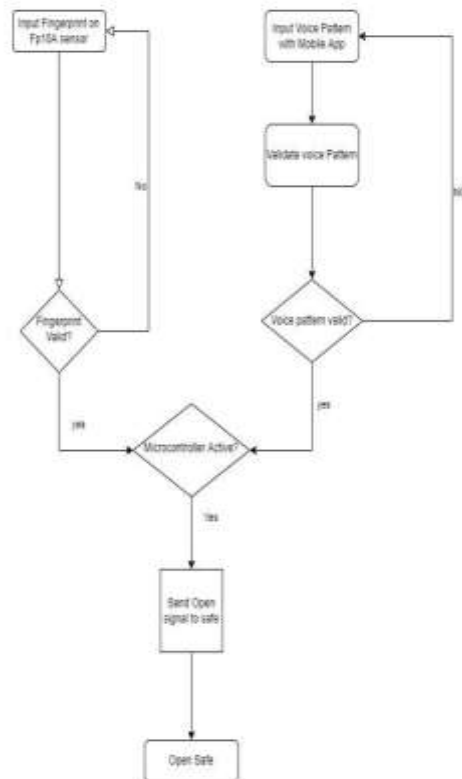 Input Fingerprint on
Fp10A sensor
Input Voice Pattern
with Mobile App
Validate voice Pattern
No
No
Fingerprint
Valid?
Voice pattern valid?
yes
yes
Microcontroller Active?
Yes
Send Open
signal to safe
Open Safe